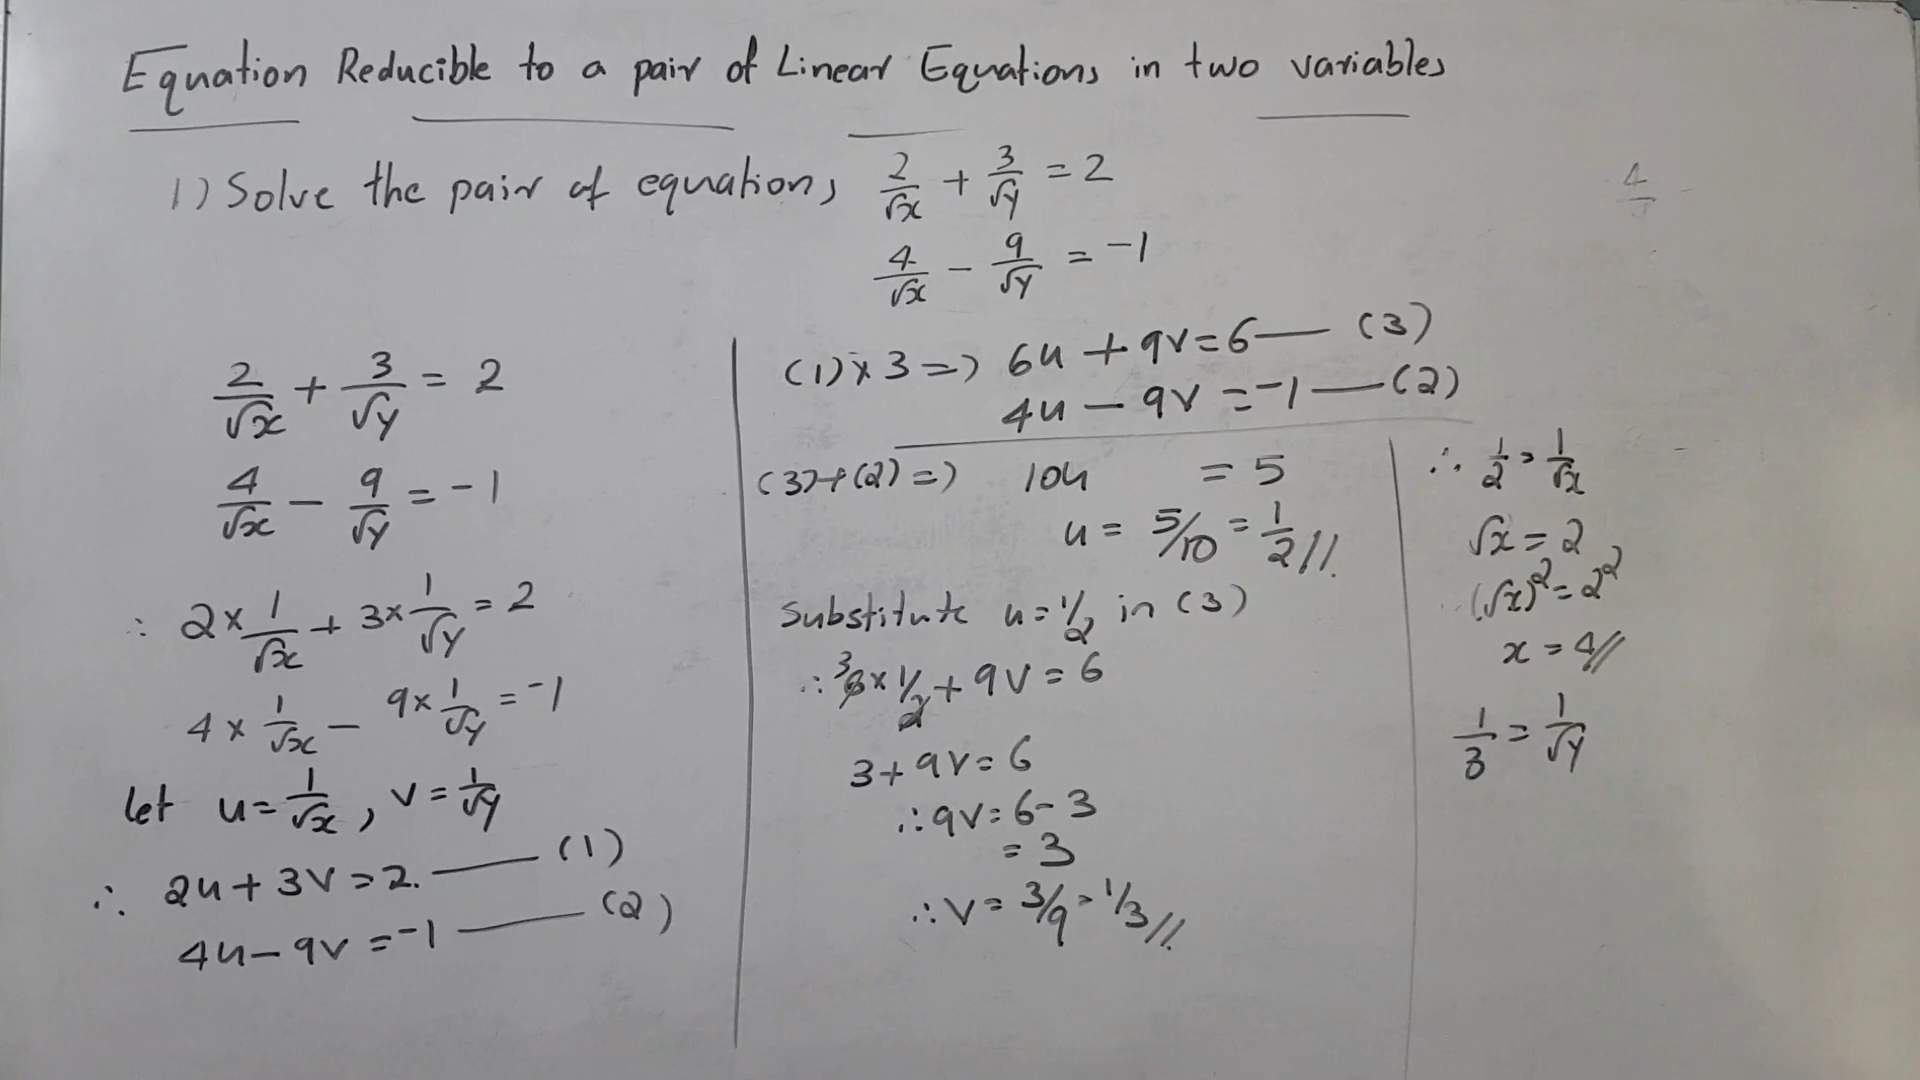 Equation Reducible to a pair of Linear Equations in two variables
1) Solve the pair of equations 2/√x + 3/√y = 2
4/√x - 9/√y = -1
2/√x + 3/√y = 2
4/√x - 9/√y = -1
∴ 2 × 1/√x + 3 × 1/√y = 2
4 × 1/√x - 9 × 1/√y = -1
let u = 1/√x, v = 1/√y
∴ 2u + 3v = 2. — (1)
4u - 9v = -1 — (2)
(1) × 3 => 6u + 9v = 6 — (3)
4u - 9v = -1 — (2)
(3) + (2) => 10u = 5
u = 5/10 = 1/2 //.
Substitute u = 1/2 in (3)
∴ 6 × 1/2 + 9v = 6
3
3 + 9v = 6
∴ 9v = 6 - 3
= 3
∴ v = 3/9 = 1/3 //.
∴ 1/2 = 1/√x
√x = 2
(√x)² = 2²
x = 4 //
1/3 = 1/√y